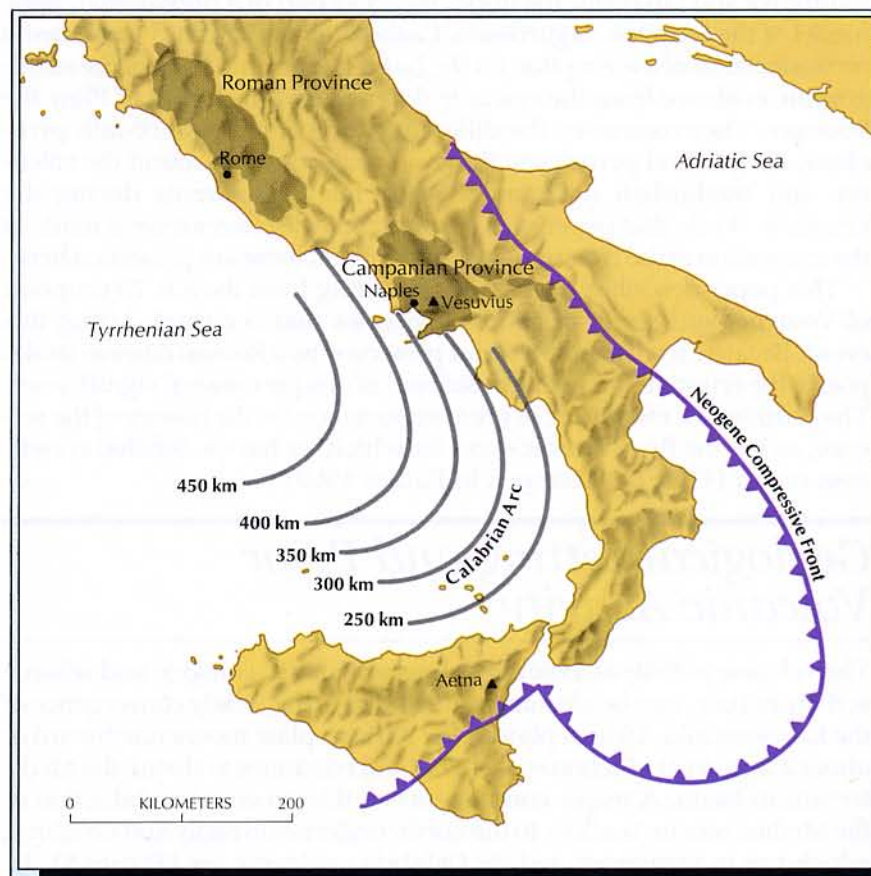 Roman Province
Rome
Adriatic Sea
Campanian Province
Naples
Vesuvius
Tyrrhenian Sea
Neogene Compressive Front
450 km
400 km
350 km
300 km
250 km
Calabrian Arc
Aetna
0 KILOMETERS 200